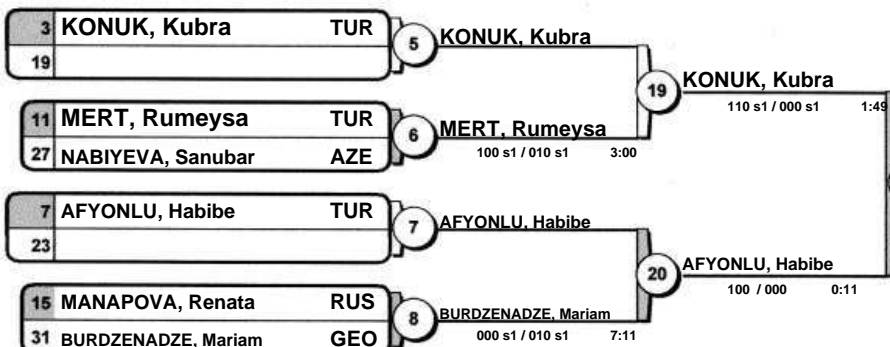 3 KONUK, Kubra TUR
19
11 MERT, Rumeysa TUR
27 NABIYEVA, Sanubar AZE
7 AFYONLU, Habibe TUR
23
15 MANAPOVA, Renata RUS
31 BURDZENADZE, Mariam GEO
5 KONUK, Kubra
6 MERT, Rumeysa
100 s1 / 010 s1 3:00
7 AFYONLU, Habibe
8 BURDZENADZE, Mariam
000 s1 / 010 s1 7:11
19 KONUK, Kubra
110 s1 / 000 s1 1:49
20 AFYONLU, Habibe
100 / 000 0:11